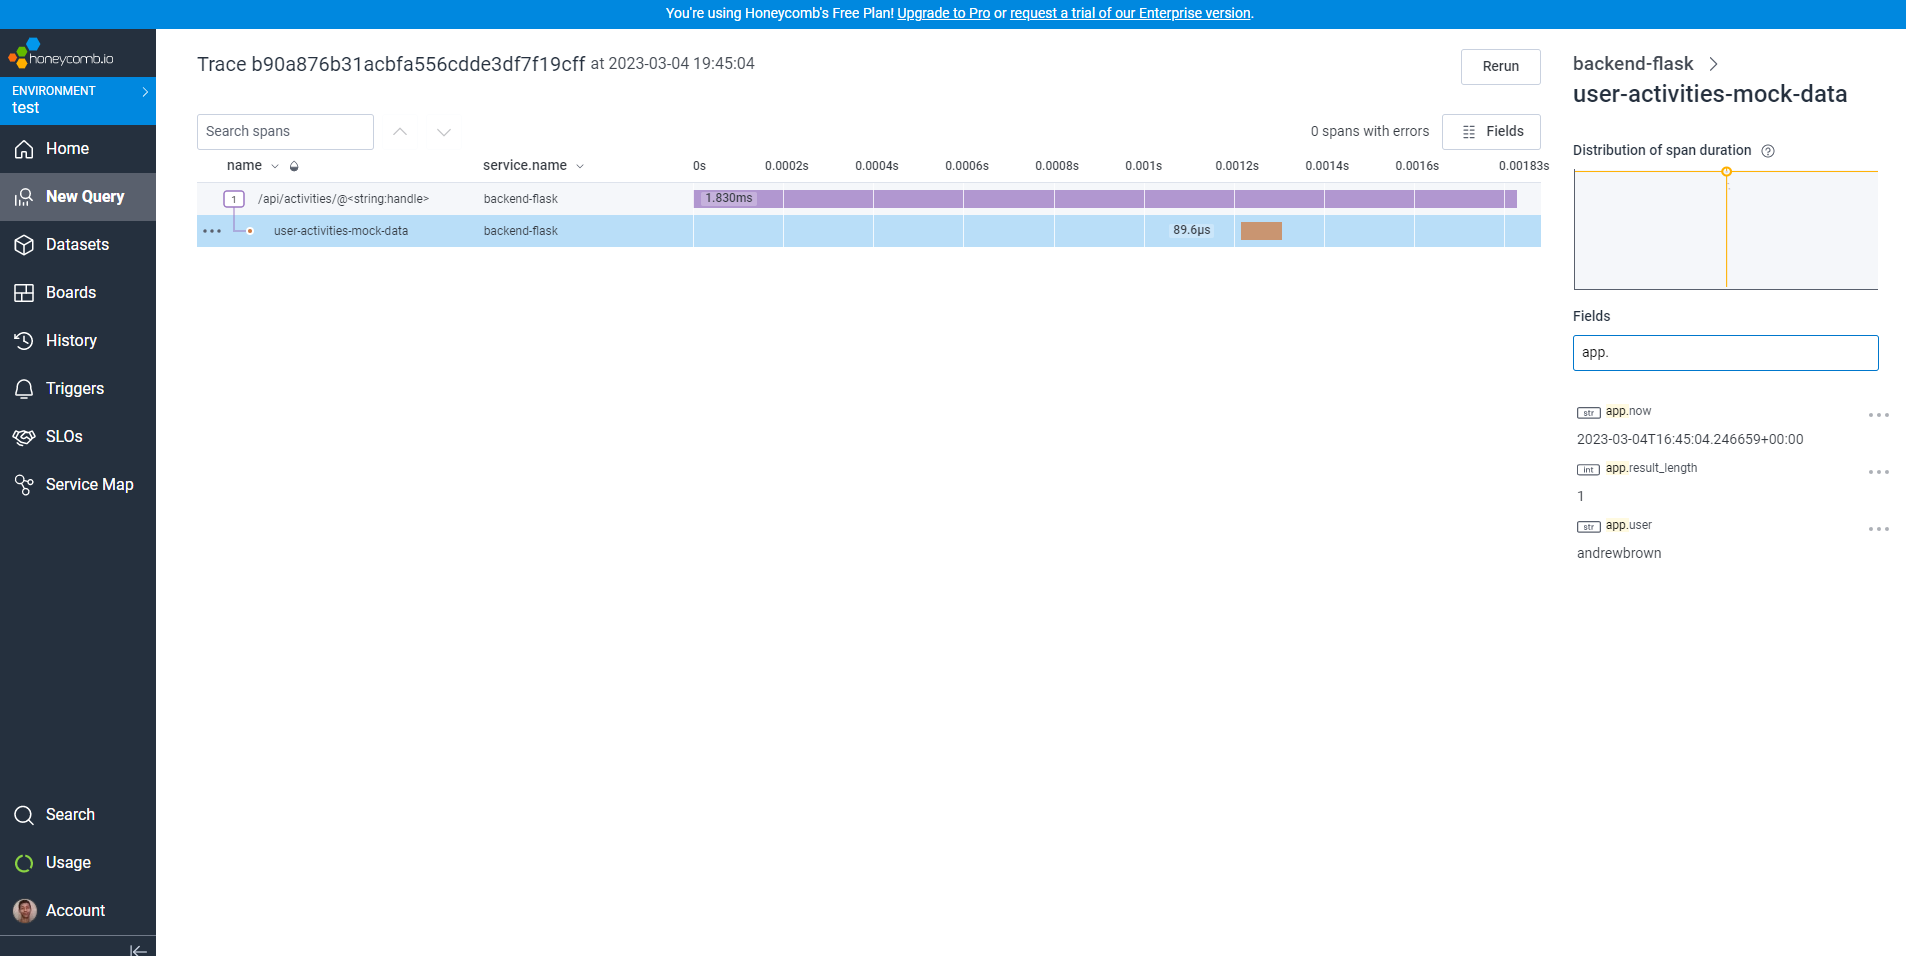 You're using Honeycomb's Free Plan! Upgrade to Pro or request a trial of our Enterprise version.
honeycomb.io
ENVIRONMENT
test
Home
New Query
Datasets
Boards
History
Triggers
SLOs
Service Map
Search
Usage
Account
Trace b90a876b31acbfa556cdde3df7f19cff at 2023-03-04 19:45:04
Rerun
Search spans
0 spans with errors
Fields
name service.name 0s 0.0002s 0.0004s 0.0006s 0.0008s 0.001s 0.0012s 0.0014s 0.0016s 0.00183s
1 /api/activities/@<string:handle> backend-flask 1.830ms
user-activities-mock-data backend-flask 89.6µs
backend-flask
user-activities-mock-data
Distribution of span duration ?
Fields
app.
str app.now
2023-03-04T16:45:04.246659+00:00
int app.result_length
1
str app.user
andrewbrown